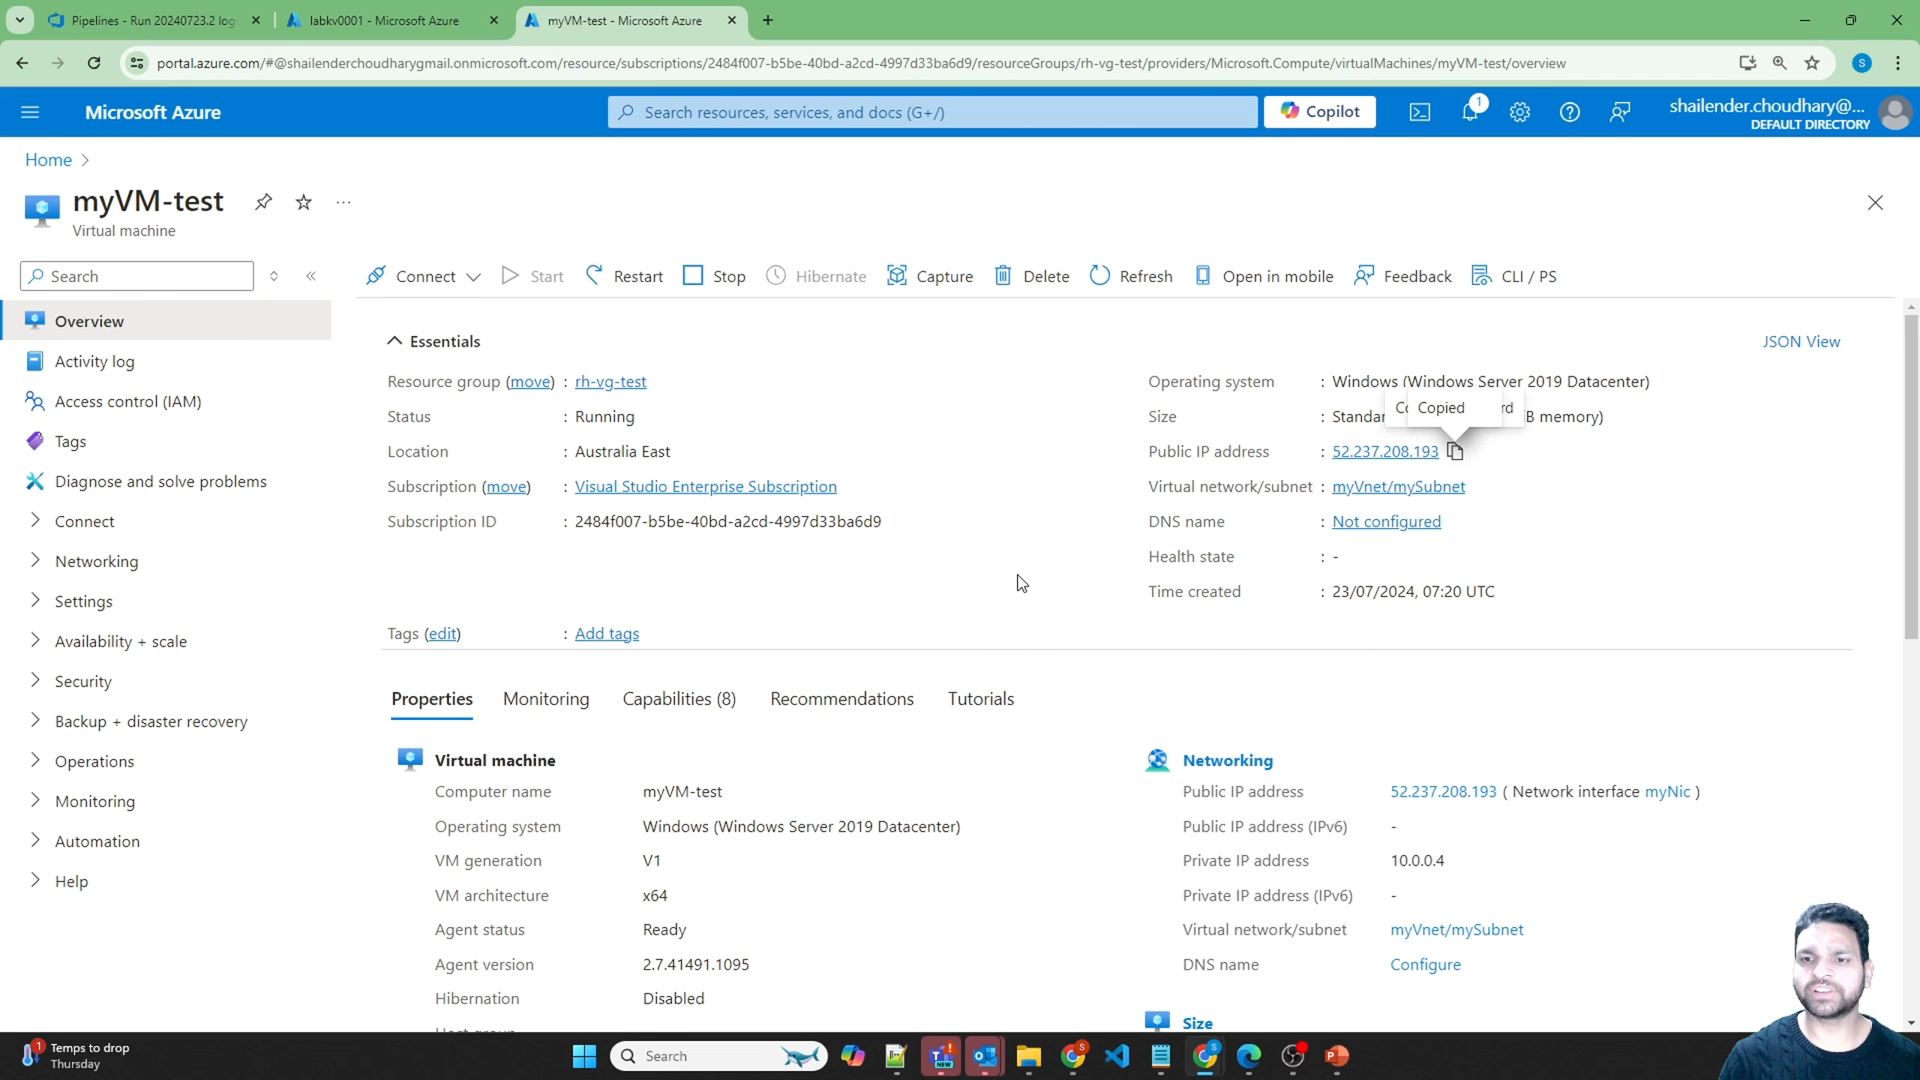 Pipelines - Run 20240723.2 log
labkv0001 - Microsoft Azure
myVM-test - Microsoft Azure
portal.azure.com/#@shailenderchoudharygmail.onmicrosoft.com/resource/subscriptions/2484f007-b5be-40bd-a2cd-4997d33ba6d9/resourceGroups/rh-vg-test/providers/Microsoft.Compute/virtualMachines/myVM-test/overview
S
Microsoft Azure
Search resources, services, and docs (G+/)
Copilot
1
shailender.choudhary@...
DEFAULT DIRECTORY
Home
myVM-test
Virtual machine
Search
Connect
Start
Restart
Stop
Hibernate
Capture
Delete
Refresh
Open in mobile
Feedback
CLI / PS
Overview
Activity log
Access control (IAM)
Tags
Diagnose and solve problems
Connect
Networking
Settings
Availability + scale
Security
Backup + disaster recovery
Operations
Monitoring
Automation
Help
Essentials
JSON View
Resource group (move) : rh-vg-test
Status : Running
Location : Australia East
Subscription (move) : Visual Studio Enterprise Subscription
Subscription ID : 2484f007-b5be-40bd-a2cd-4997d33ba6d9
Operating system : Windows (Windows Server 2019 Datacenter)
Copied
Size : Standar B memory)
Public IP address : 52.237.208.193
Virtual network/subnet : myVnet/mySubnet
DNS name : Not configured
Health state : -
Time created : 23/07/2024, 07:20 UTC
Tags (edit) : Add tags
Properties
Monitoring
Capabilities (8)
Recommendations
Tutorials
Virtual machine
Computer name myVM-test
Operating system Windows (Windows Server 2019 Datacenter)
VM generation V1
VM architecture x64
Agent status Ready
Agent version 2.7.41491.1095
Hibernation Disabled
Networking
Public IP address 52.237.208.193 ( Network interface myNic )
Public IP address (IPv6) -
Private IP address 10.0.0.4
Private IP address (IPv6) -
Virtual network/subnet myVnet/mySubnet
DNS name Configure
Size
1
Temps to drop
Thursday
Search
NEW
S
S